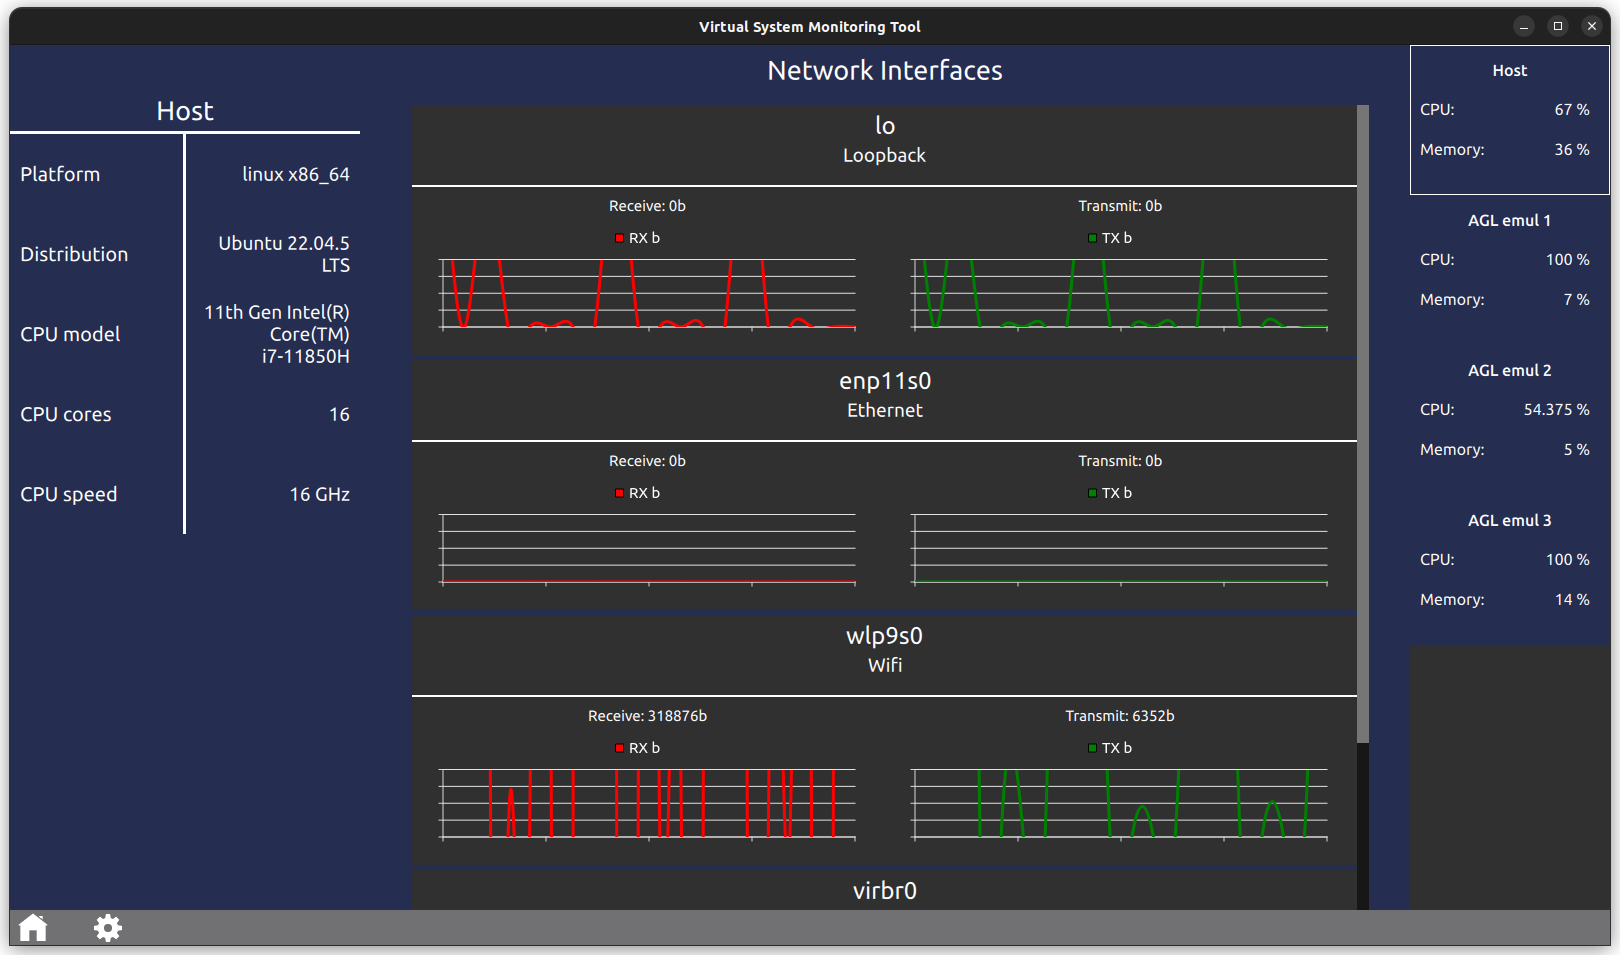 Virtual System Monitoring Tool
Host
Platform
linux x86_64
Distribution
Ubuntu 22.04.5
LTS
CPU model
11th Gen Intel(R)
Core(TM)
i7-11850H
CPU cores
16
CPU speed
16 GHz
Network Interfaces
lo
Loopback
Receive: 0b
Transmit: 0b
RX b
TX b
enp11s0
Ethernet
Receive: 0b
Transmit: 0b
RX b
TX b
wlp9s0
Wifi
Receive: 318876b
Transmit: 6352b
RX b
TX b
virbr0
Host
CPU: 67 %
Memory: 36 %
AGL emul 1
CPU: 100 %
Memory: 7 %
AGL emul 2
CPU: 54.375 %
Memory: 5 %
AGL emul 3
CPU: 100 %
Memory: 14 %